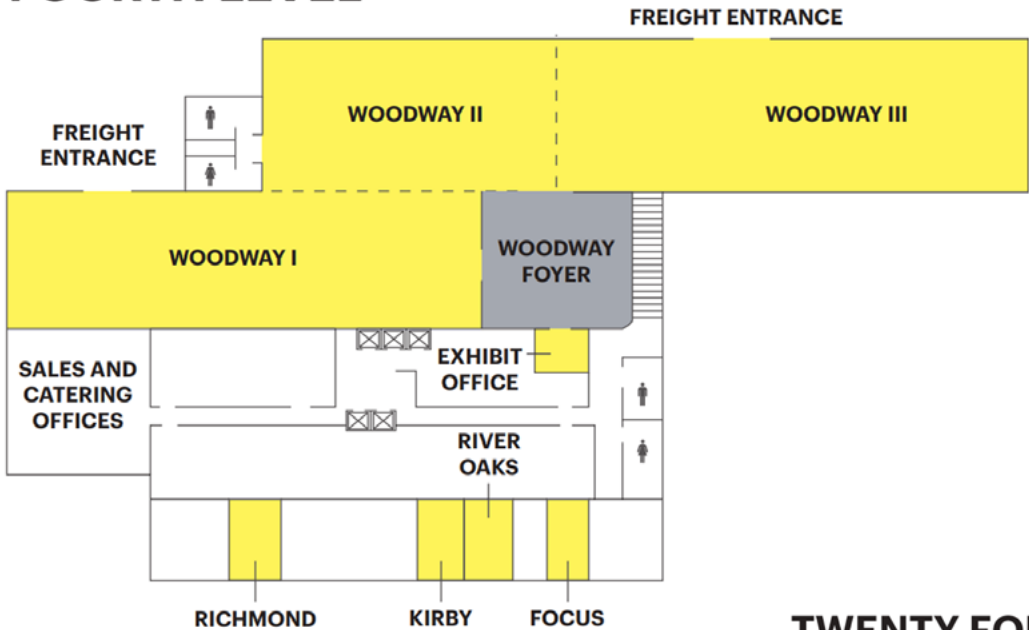 FREIGHT ENTRANCE
WOODWAY II
WOODWAY III
FREIGHT
ENTRANCE
WOODWAY I
WOODWAY
FOYER
SALES AND
CATERING
OFFICES
EXHIBIT
OFFICE
RIVER
OAKS
RICHMOND
KIRBY
FOCUS